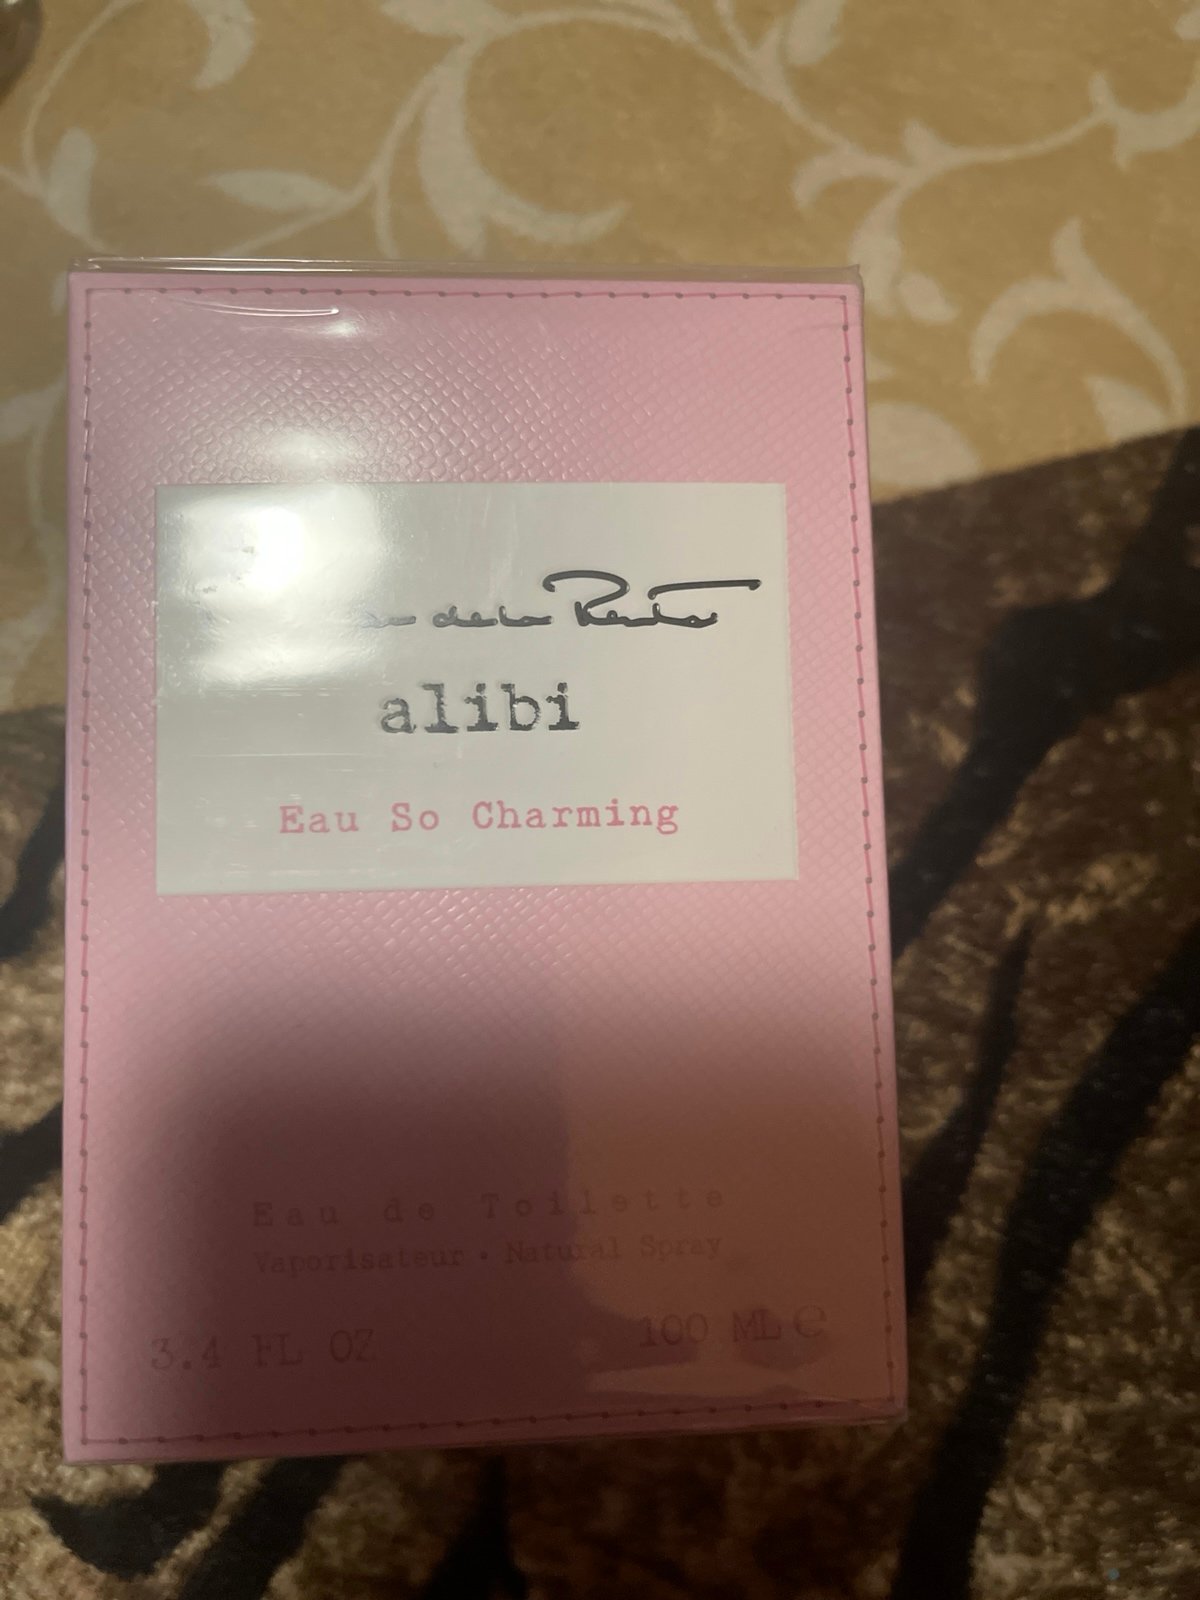 de la Renta
alibi
Eau So Charming
Eau de Toilette
Vaporisateur • Natural Spray
3.4 FL OZ 100 ML e